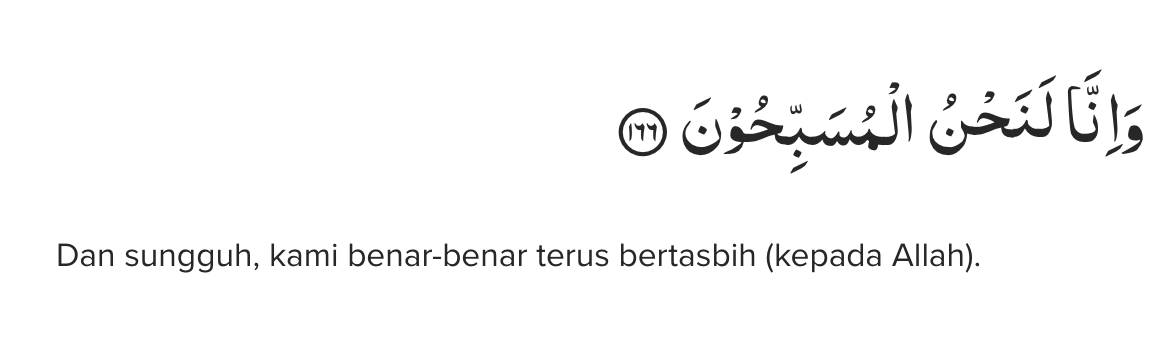 وَاِنَّا لَنَحْنُ الْمُسَبِّحُوْنَ ١٦٦
Dan sungguh, kami benar-benar terus bertasbih (kepada Allah).